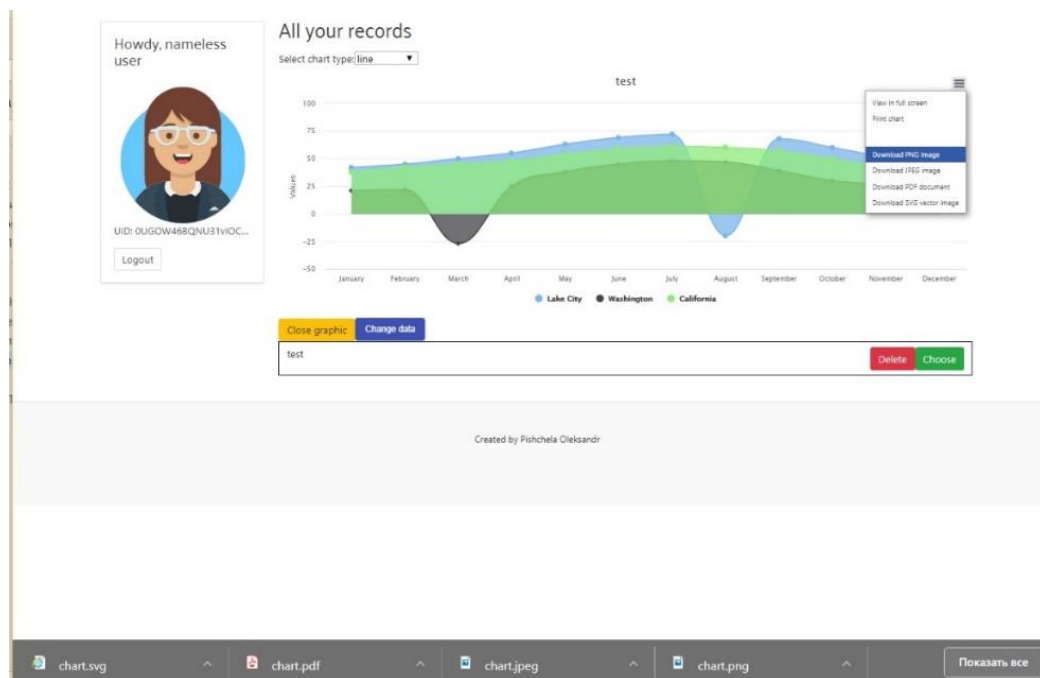 Howdy, nameless
user
UID: 0UGOW46BQNU31vIOC...
Logout
All your records
Select chart type: line
test
View in full screen
Print chart
Download PNG image
Download JPEG image
Download PDF document
Download SVG vector image
Values
100
75
50
25
0
-25
-50
January February March April May June July August September October November December
Lake City Washington California
Close graphic Change data
test
Delete Choose
Created by Pishchela Oleksandr
chart.svg chart.pdf chart.jpeg chart.png Показать все